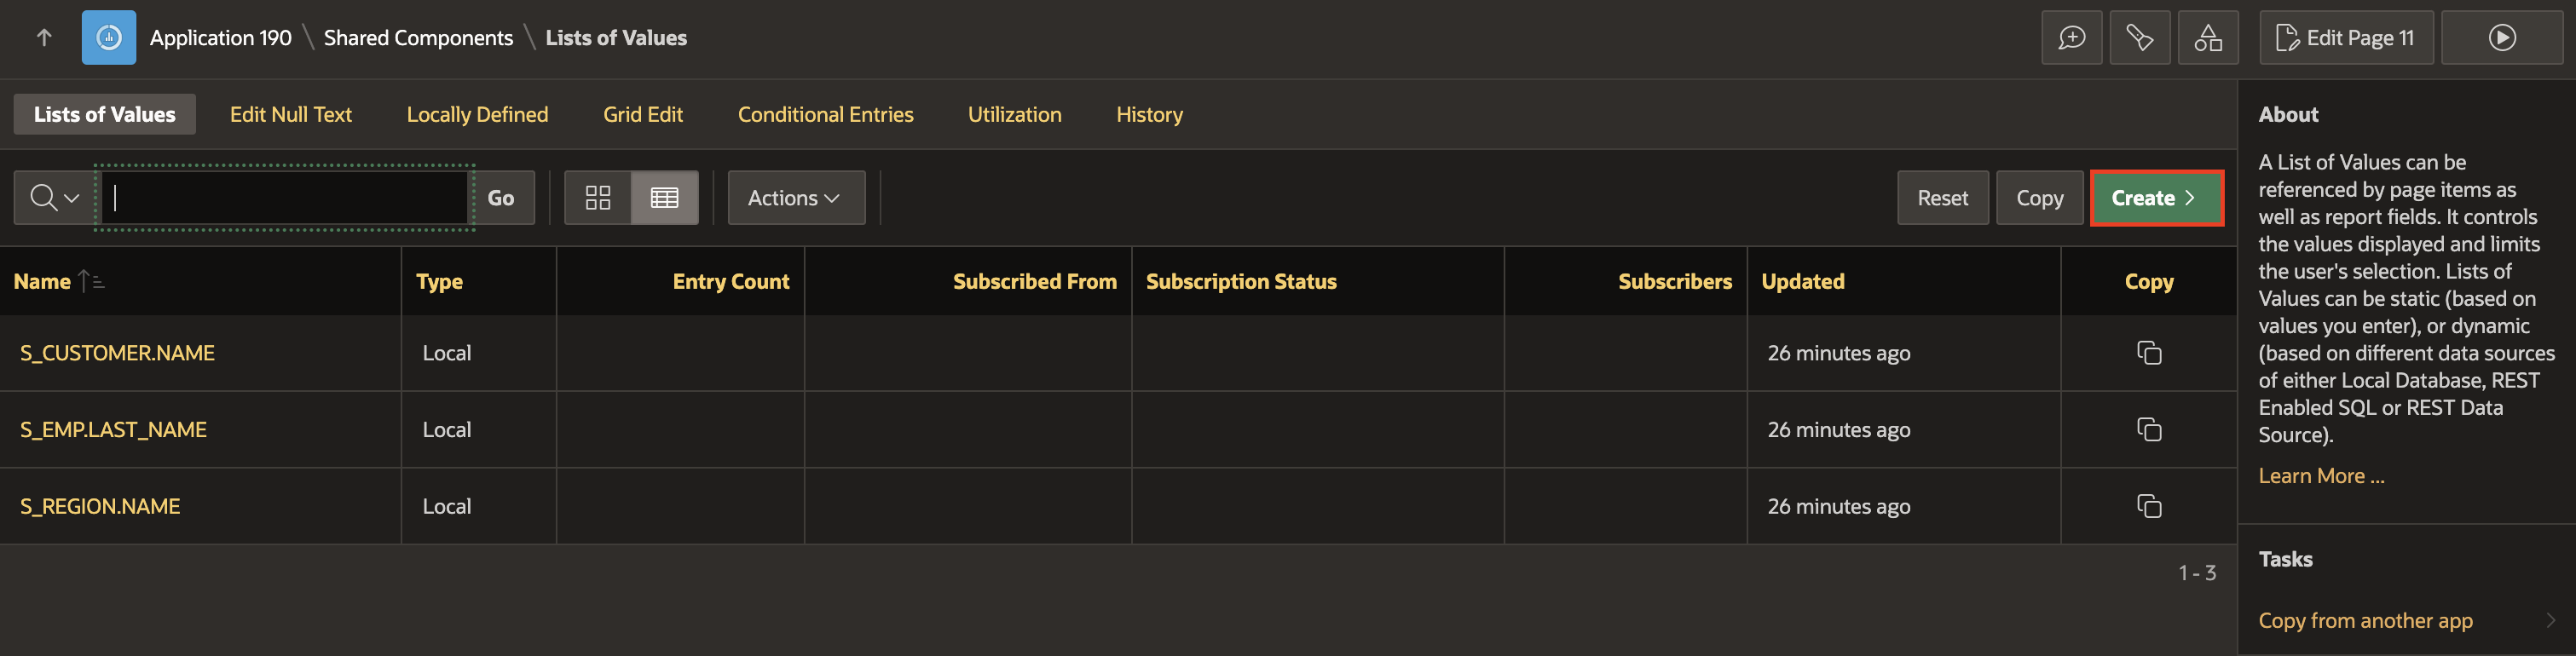 Application 190 \ Shared Components \ Lists of Values
Edit Page 11
Lists of Values Edit Null Text Locally Defined Grid Edit Conditional Entries Utilization History
Go Actions Reset Copy Create
Name Type Entry Count Subscribed From Subscription Status Subscribers Updated Copy
S_CUSTOMER.NAME Local 26 minutes ago
S_EMP.LAST_NAME Local 26 minutes ago
S_REGION.NAME Local 26 minutes ago
1 - 3
About
A List of Values can be
referenced by page items as
well as report fields. It controls
the values displayed and limits
the user's selection. Lists of
Values can be static (based on
values you enter), or dynamic
(based on different data sources
of either Local Database, REST
Enabled SQL or REST Data
Source).
Learn More ...
Tasks
Copy from another app